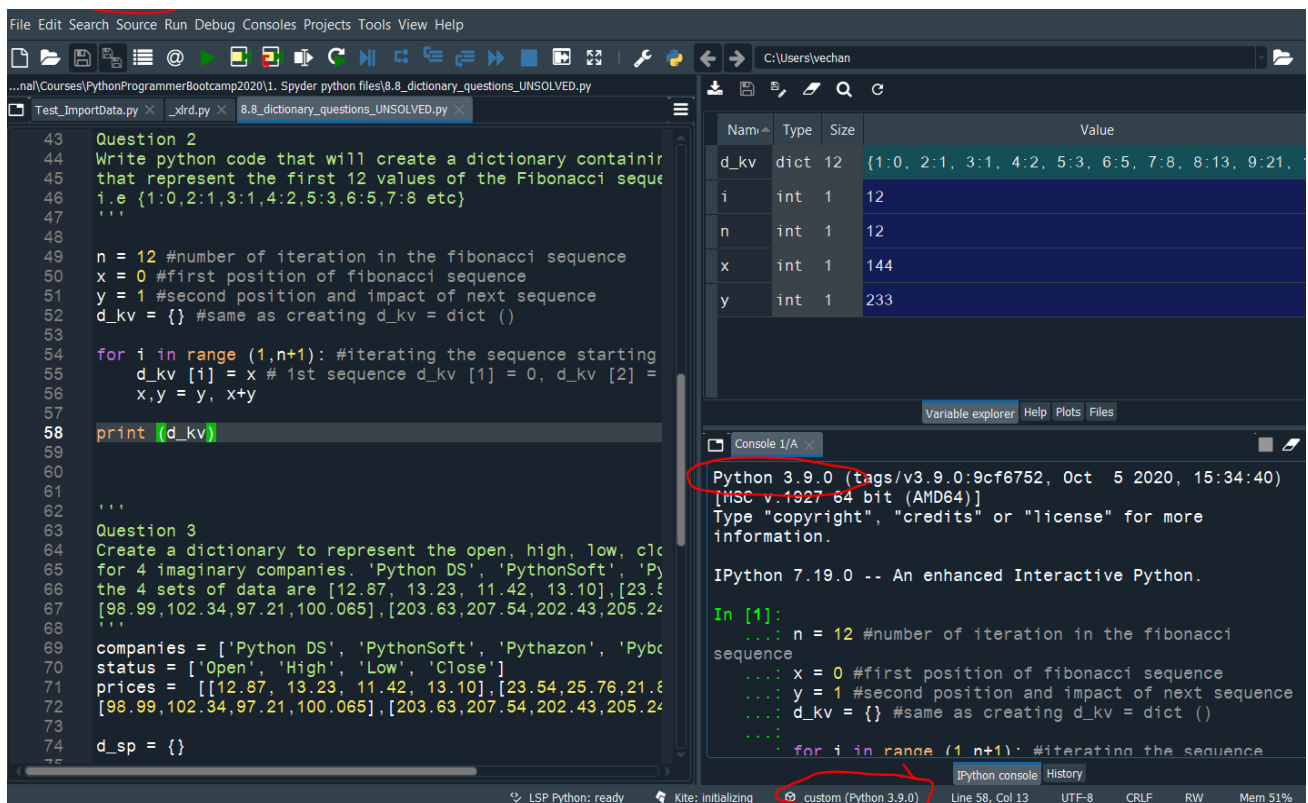 File Edit Search Source Run Debug Consoles Projects Tools View Help
C:\Users\vechan
...nal\Courses\PythonProgrammerBootcamp2020\1. Spyder python files\8.8_dictionary_questions_UNSOLVED.py
Test_ImportData.py _xlrd.py 8.8_dictionary_questions_UNSOLVED.py
43 Question 2
44 Write python code that will create a dictionary containin
45 that represent the first 12 values of the Fibonacci seque
46 i.e {1:0,2:1,3:1,4:2,5:3,6:5,7:8 etc}
47 '''
48
49 n = 12 #number of iteration in the fibonacci sequence
50 x = 0 #first position of fibonacci sequence
51 y = 1 #second position and impact of next sequence
52 d_kv = {} #same as creating d_kv = dict ()
53
54 for i in range (1,n+1): #iterating the sequence starting
55 d_kv [i] = x # 1st sequence d_kv [1] = 0, d_kv [2] =
56 x,y = y, x+y
57
58 print (d_kv)
59
60
61
62 '''
63 Question 3
64 Create a dictionary to represent the open, high, low, clo
65 for 4 imaginary companies. 'Python DS', 'PythonSoft', 'Py
66 the 4 sets of data are [12.87, 13.23, 11.42, 13.10],[23.5
67 [98.99,102.34,97.21,100.065],[203.63,207.54,202.43,205.24
68 '''
69 companies = ['Python DS', 'PythonSoft', 'Pythazon', 'Pybo
70 status = ['Open', 'High', 'Low', 'Close']
71 prices = [[12.87, 13.23, 11.42, 13.10],[23.54,25.76,21.8
72 [98.99,102.34,97.21,100.065],[203.63,207.54,202.43,205.24
73
74 d_sp = {}
75
Type Size Value
d_kv dict 12 {1:0, 2:1, 3:1, 4:2, 5:3, 6:5, 7:8, 8:13, 9:21,
i int 1 12
n int 1 12
x int 1 144
y int 1 233
Variable explorer Help Plots Files
Console 1/A
Python 3.9.0 (tags/v3.9.0:9cf6752, Oct 5 2020, 15:34:40)
[MSC v.1927 64 bit (AMD64)]
Type "copyright", "credits" or "license" for more
information.
IPython 7.19.0 -- An enhanced Interactive Python.
In [1]:
...: n = 12 #number of iteration in the fibonacci
sequence
...: x = 0 #first position of fibonacci sequence
...: y = 1 #second position and impact of next sequence
...: d_kv = {} #same as creating d_kv = dict ()
...:
...: for i in range (1,n+1): #iterating the sequence
IPython console History
LSP Python: ready Kite: initializing custom (Python 3.9.0) Line 58, Col 13 UTF-8 CRLF RW Mem 51%